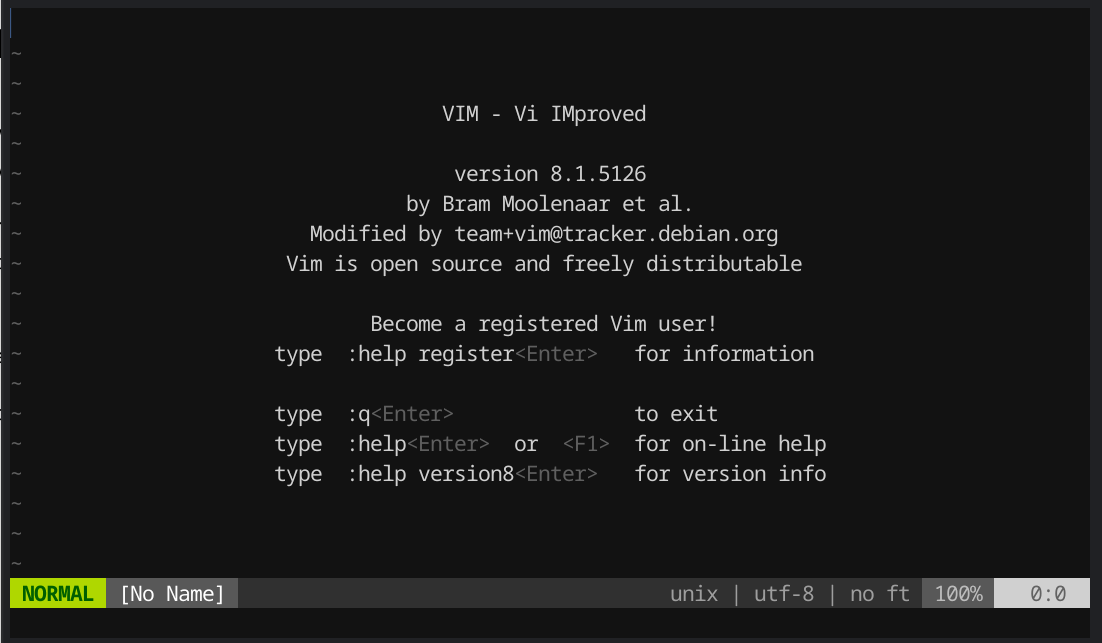 ~
~
~
VIM - Vi IMproved
~
~
version 8.1.5126
~
by Bram Moolenaar et al.
~
Modified by team+vim@tracker.debian.org
~
Vim is open source and freely distributable
~
~
Become a registered Vim user!
~
type :help register<Enter> for information
~
~
type :q<Enter> to exit
~
type :help<Enter> or <F1> for on-line help
~
type :help version8<Enter> for version info
~
~
~
NORMAL [No Name] unix | utf-8 | no ft 100% 0:0